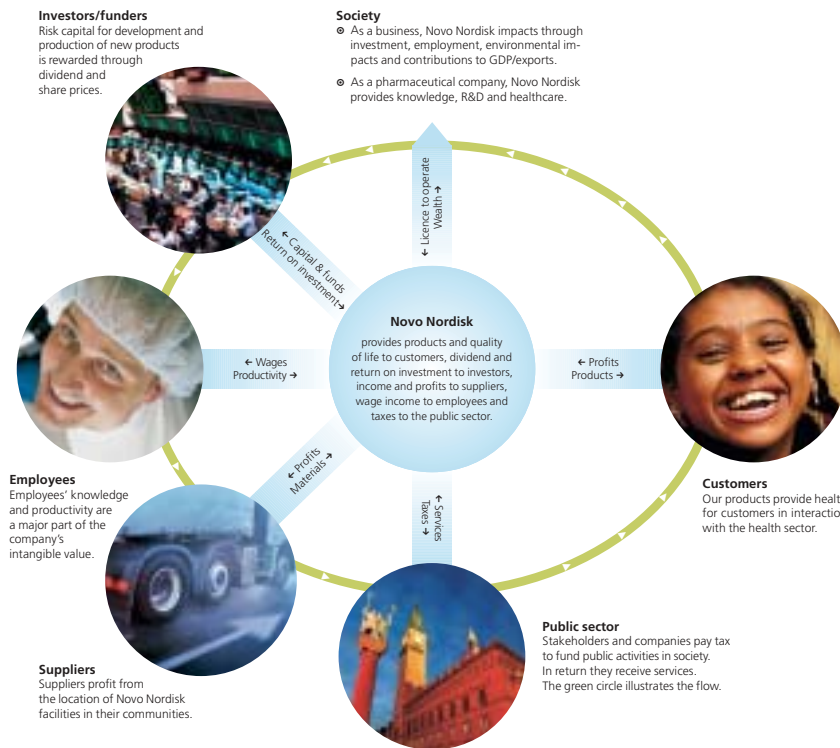 Investors/funders
Risk capital for development and
production of new products
is rewarded through
dividend and
share prices.
Society
As a business, Novo Nordisk impacts through
investment, employment, environmental im-
pacts and contributions to GDP/exports.
As a pharmaceutical company, Novo Nordisk
provides knowledge, R&D and healthcare.
← Licence to operate
Wealth →
← Capital & funds
Return on investment→
Novo Nordisk
provides products and quality
of life to customers, dividend and
return on investment to investors,
income and profits to suppliers,
wage income to employees and
taxes to the public sector.
← Wages
Productivity →
← Profits
Products →
← Profits
Materials →
← Services
Taxes →
Employees
Employees’ knowledge
and productivity are
a major part of the
company’s
intangible value.
Customers
Our products provide healt
for customers in interactio
with the health sector.
Suppliers
Suppliers profit from
the location of Novo Nordisk
facilities in their communities.
Public sector
Stakeholders and companies pay tax
to fund public activities in society.
In return they receive services.
The green circle illustrates the flow.